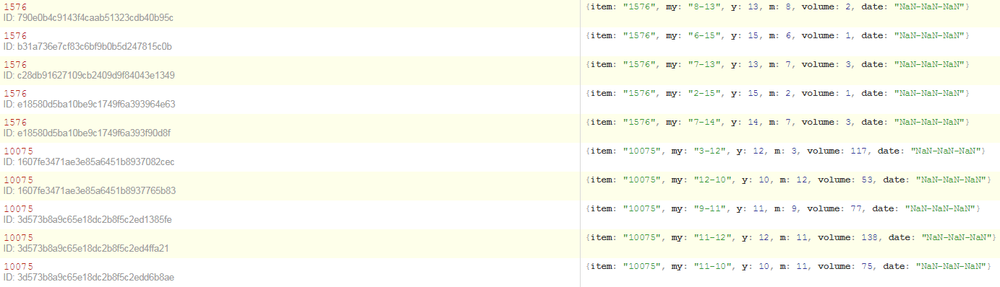 1576 {item: "1576", my: "8-13", y: 13, m: 8, volume: 2, date: "NaN-NaN-NaN"}
ID: 790e0b4c9143f4caab51323cdb40b95c
1576 {item: "1576", my: "6-15", y: 15, m: 6, volume: 1, date: "NaN-NaN-NaN"}
ID: b31a736e7cf83c6bf9b0b5d247815c0b
1576 {item: "1576", my: "7-13", y: 13, m: 7, volume: 3, date: "NaN-NaN-NaN"}
ID: c28db91627109cb2409d9f84043e1349
1576 {item: "1576", my: "2-15", y: 15, m: 2, volume: 1, date: "NaN-NaN-NaN"}
ID: e18580d5ba10be9c1749f6a393964e63
1576 {item: "1576", my: "7-14", y: 14, m: 7, volume: 3, date: "NaN-NaN-NaN"}
ID: e18580d5ba10be9c1749f6a393f90d8f
10075 {item: "10075", my: "3-12", y: 12, m: 3, volume: 117, date: "NaN-NaN-NaN"}
ID: 1607fe3471ae3e85a6451b8937082cec
10075 {item: "10075", my: "12-10", y: 10, m: 12, volume: 53, date: "NaN-NaN-NaN"}
ID: 1607fe3471ae3e85a6451b8937765b83
10075 {item: "10075", my: "9-11", y: 11, m: 9, volume: 77, date: "NaN-NaN-NaN"}
ID: 3d573b8a9c65e18dc2b8f5c2ed1385fe
10075 {item: "10075", my: "11-12", y: 12, m: 11, volume: 138, date: "NaN-NaN-NaN"}
ID: 3d573b8a9c65e18dc2b8f5c2ed4ffa21
10075 {item: "10075", my: "11-10", y: 10, m: 11, volume: 75, date: "NaN-NaN-NaN"}
ID: 3d573b8a9c65e18dc2b8f5c2edd6b8ae